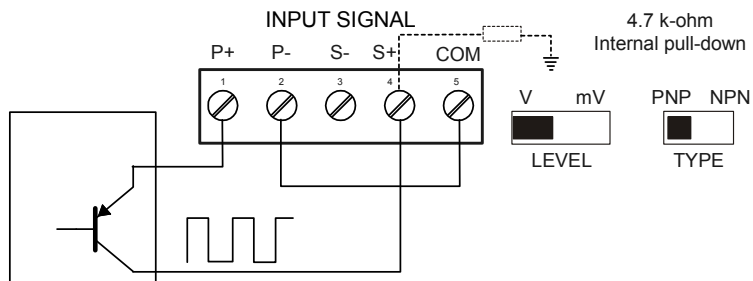 INPUT SIGNAL
4.7 k-ohm
Internal pull-down
P+ P- S- S+ COM
1 2 3 4 5
V mV
PNP NPN
LEVEL
TYPE